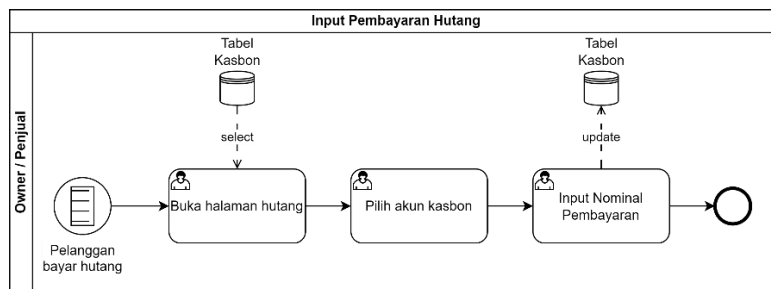 Input Pembayaran Hutang
Owner / Penjual
Tabel
Kasbon
Tabel
Kasbon
select
update
Buka halaman hutang
Pilih akun kasbon
Input Nominal
Pembayaran
Pelanggan
bayar hutang